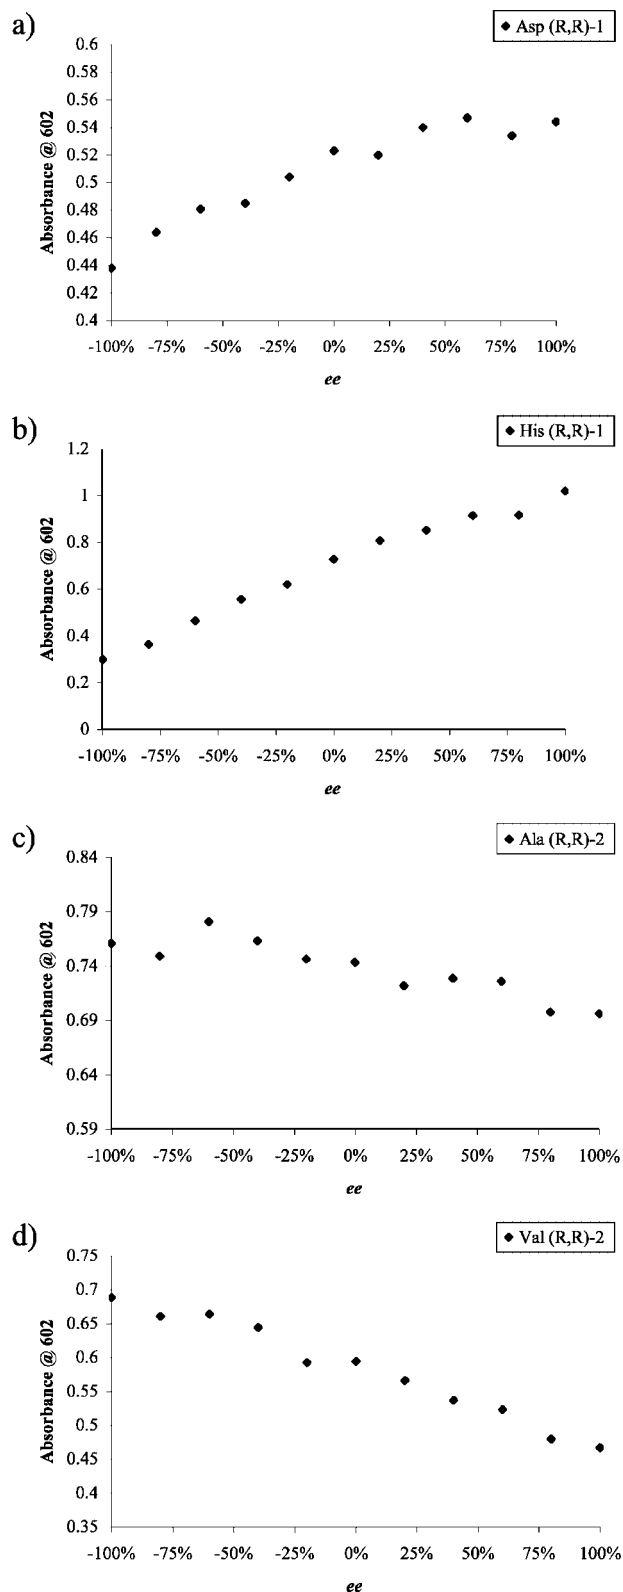 a)
◆ Asp (R,R)-1
Absorbance @ 602
0.6
0.58
0.56
0.54
0.52
0.5
0.48
0.46
0.44
0.42
0.4
-100% -75% -50% -25% 0% 25% 50% 75% 100%
ee
b)
◆ His (R,R)-1
Absorbance @ 602
1.2
1
0.8
0.6
0.4
0.2
0
-100% -75% -50% -25% 0% 25% 50% 75% 100%
ee
c)
◆ Ala (R,R)-2
Absorbance @ 602
0.84
0.79
0.74
0.69
0.64
0.59
-100% -75% -50% -25% 0% 25% 50% 75% 100%
ee
d)
◆ Val (R,R)-2
Absorbance @ 602
0.75
0.7
0.65
0.6
0.55
0.5
0.45
0.4
0.35
-100% -75% -50% -25% 0% 25% 50% 75% 100%
ee